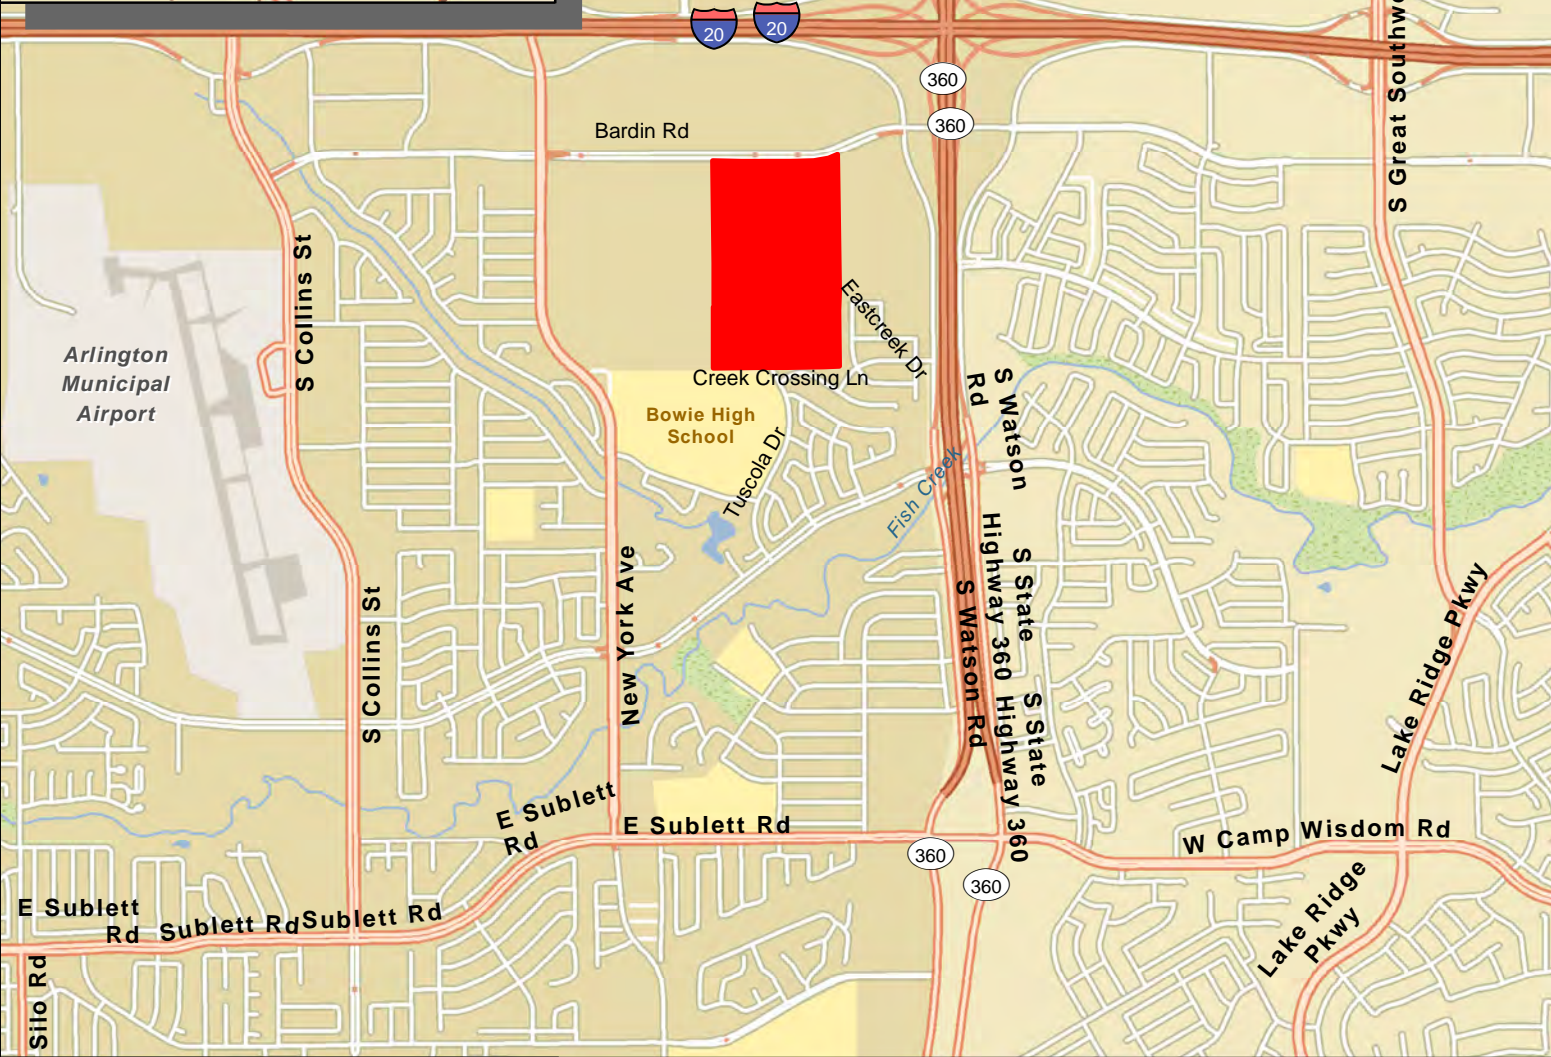 20
20
360
360
S Great Southwe
Bardin Rd
S Collins St
Eastcreek Dr
Arlington
Municipal
Airport
Creek Crossing Ln
S Watson
Rd
Bowie High
School
Tuscola Dr
Fish Creek
S State
Highway 360
S Watson Rd
New York Ave
S Collins St
Lake Ridge Pkwy
S State
Highway 360
E Sublett
Rd
E Sublett Rd
W Camp Wisdom Rd
360
360
Lake Ridge
Pkwy
E Sublett
Rd
Sublett Rd
Sublett Rd
Silo Rd